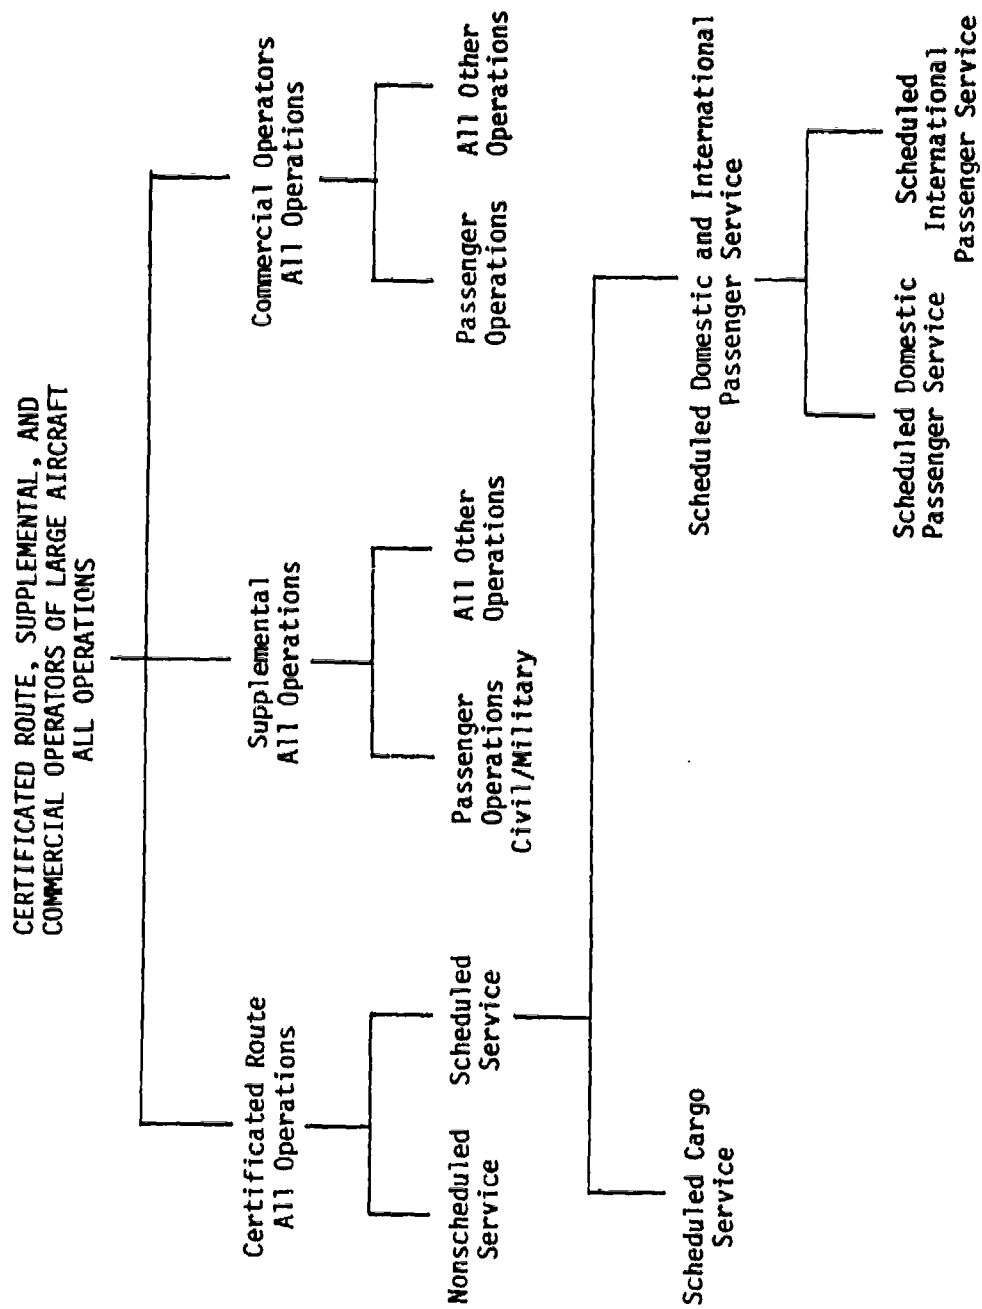 CERTIFICATED ROUTE, SUPPLEMENTAL, AND
COMMERCIAL OPERATORS OF LARGE AIRCRAFT
ALL OPERATIONS
Certificated Route
All Operations
Supplemental
All Operations
Commercial Operators
All Operations
Nonscheduled
Service
Scheduled
Service
Passenger
Operations
Civil/Military
All Other
Operations
Passenger
Operations
All Other
Operations
Scheduled Cargo
Service
Scheduled Domestic and International
Passenger Service
Scheduled Domestic
Passenger Service
Scheduled
International
Passenger Service